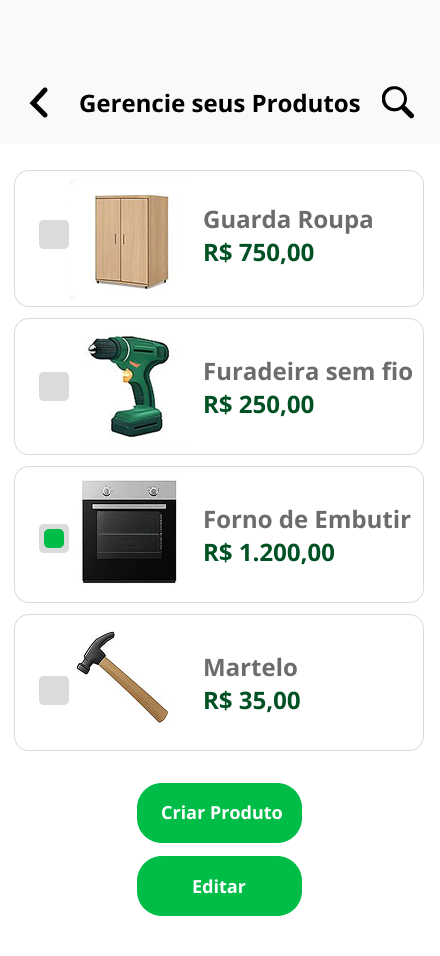 Gerencie seus Produtos
Guarda Roupa
R$ 750,00
Furadeira sem fio
R$ 250,00
Forno de Embutir
R$ 1.200,00
Martelo
R$ 35,00
Criar Produto
Editar